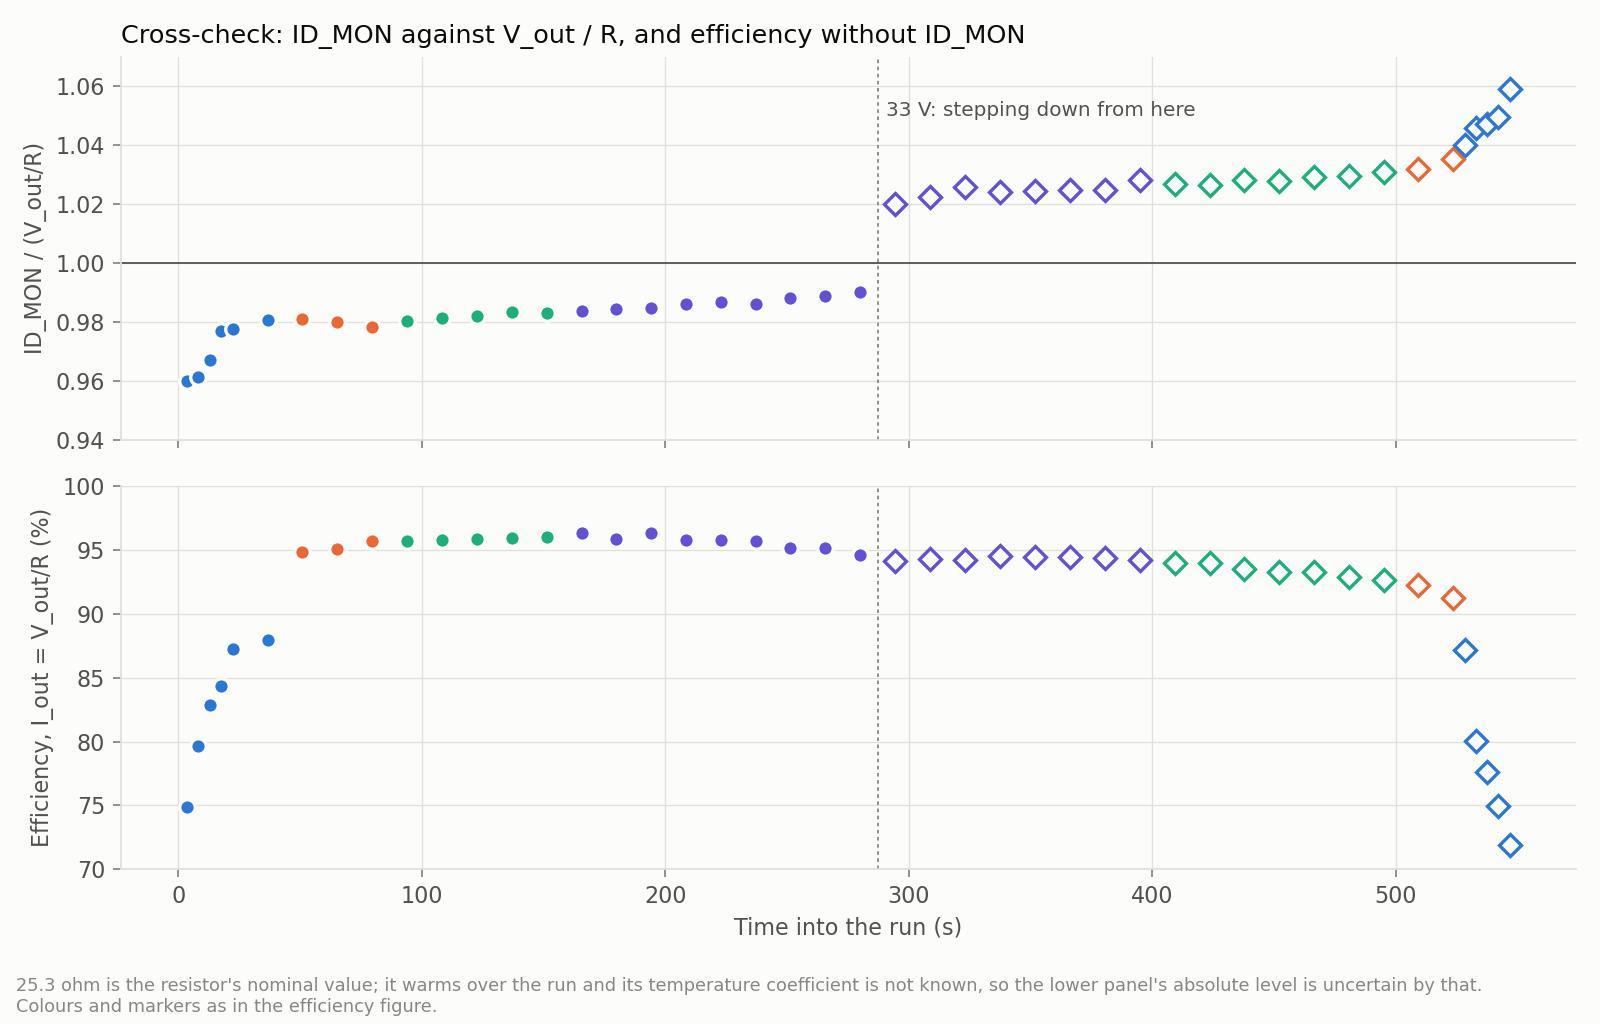 Cross-check: ID_MON against V_out / R, and efficiency without ID_MON
ID_MON / (V_out/R)
1.06
1.04
1.02
1.00
0.98
0.96
0.94
33 V: stepping down from here
Efficiency, I_out = V_out/R (%)
100
95
90
85
80
75
70
0
100
200
300
400
500
Time into the run (s)
25.3 ohm is the resistor's nominal value; it warms over the run and its temperature coefficient is not known, so the lower panel's absolute level is uncertain by that.
Colours and markers as in the efficiency figure.